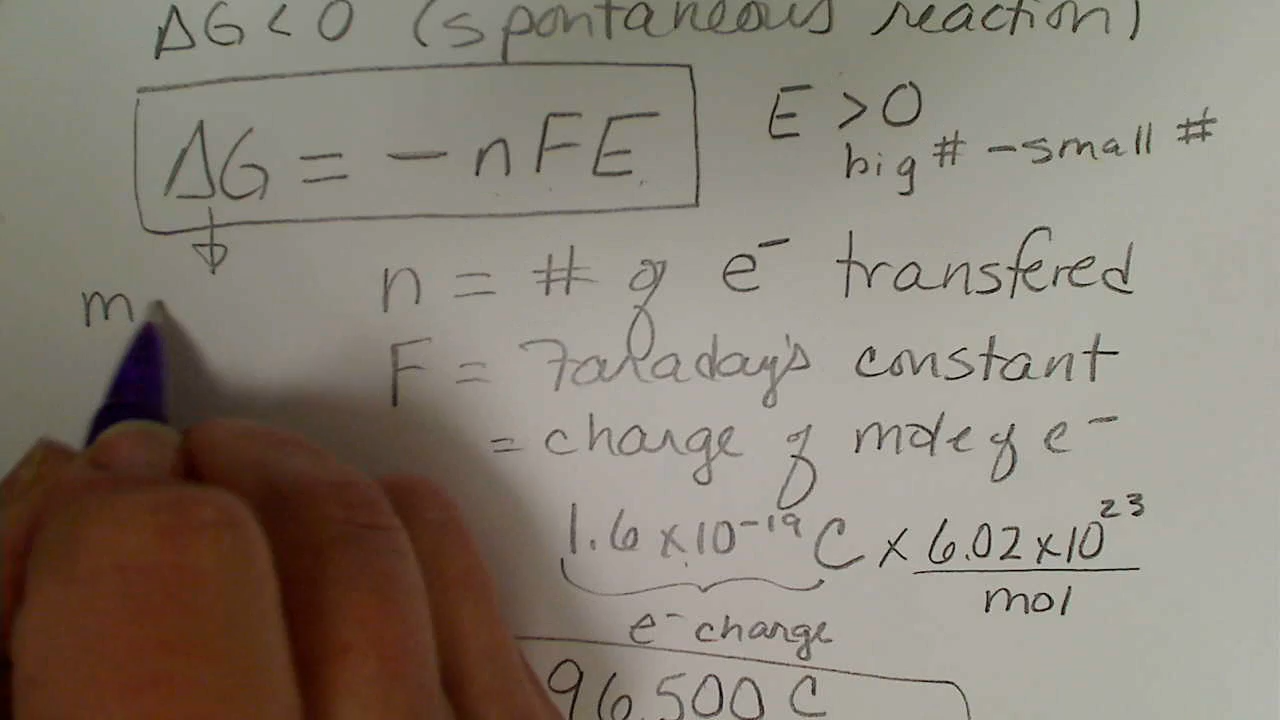 ΔG < 0 (spontaneous reaction)
ΔG = - nFE
E > 0
big # - small #
m
n = # of e⁻ transfered
F = Faraday's constant
= charge of mole of e⁻
1.6 x 10⁻¹⁹ C x 6.02 x 10²³
mol
e⁻ charge
96,500 C